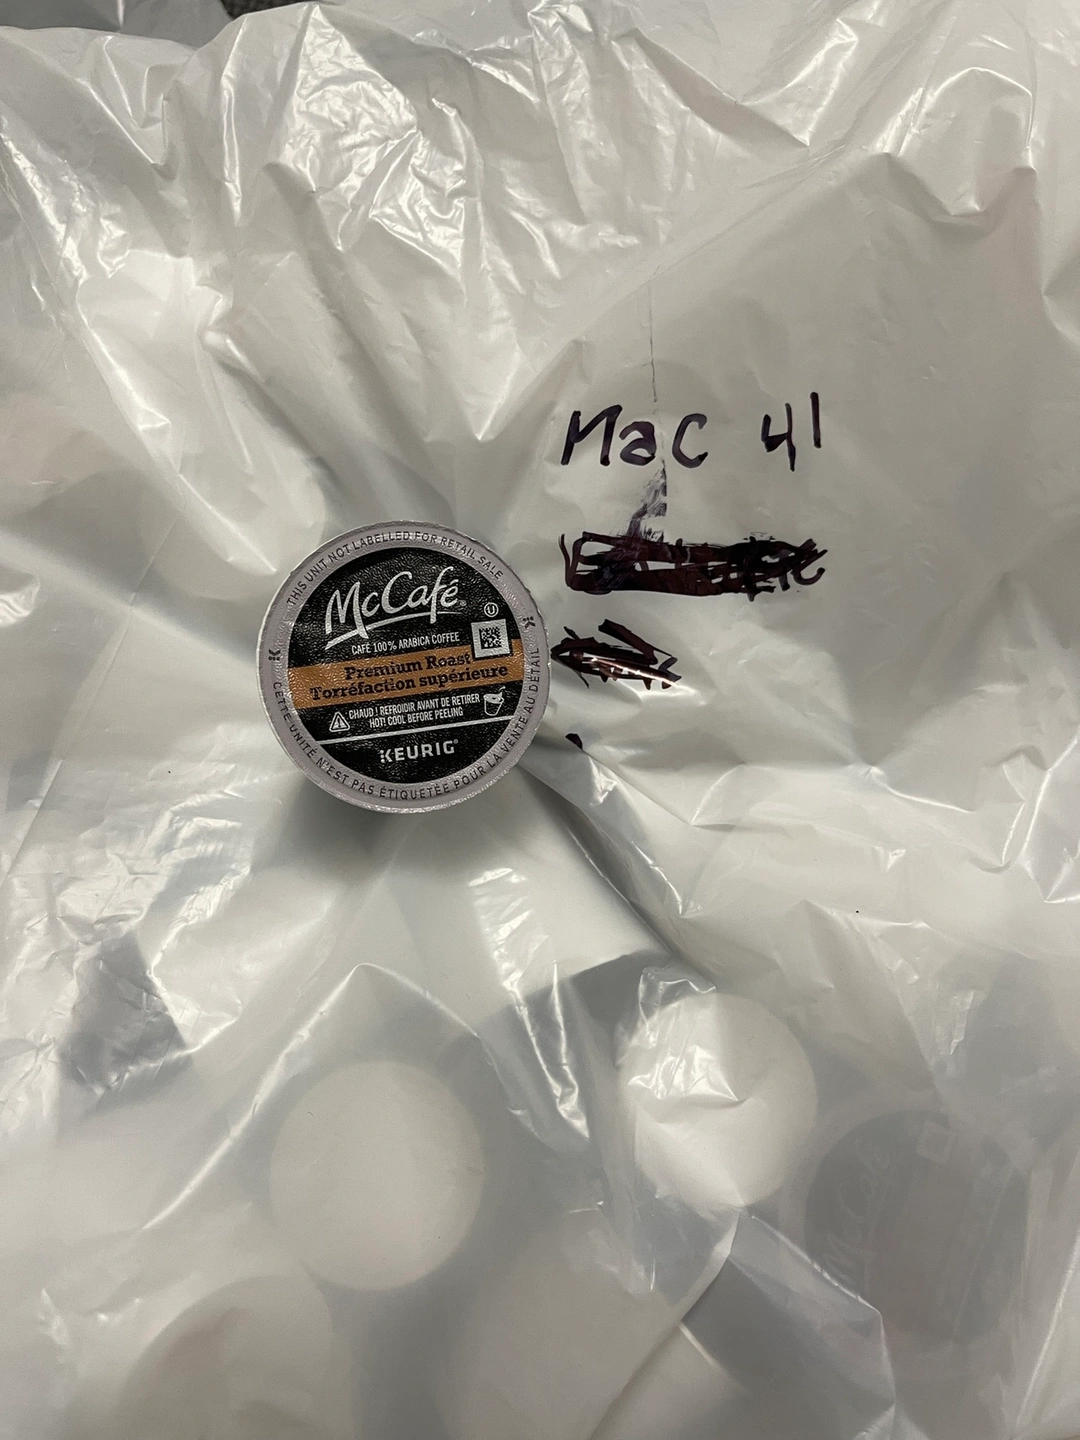 Mac 41
THIS UNIT NOT LABELLED FOR RETAIL SALE
McCafé
CAFÉ 100% ARABICA COFFEE
Premium Roast
Torréfaction supérieure
CHAUD ! REFROIDIR AVANT DE RETIRER
HOT! COOL BEFORE PEELING
KEURIG
CETTE UNITÉ N'EST PAS ÉTIQUETÉE POUR LA VENTE AU DÉTAIL
McCafé